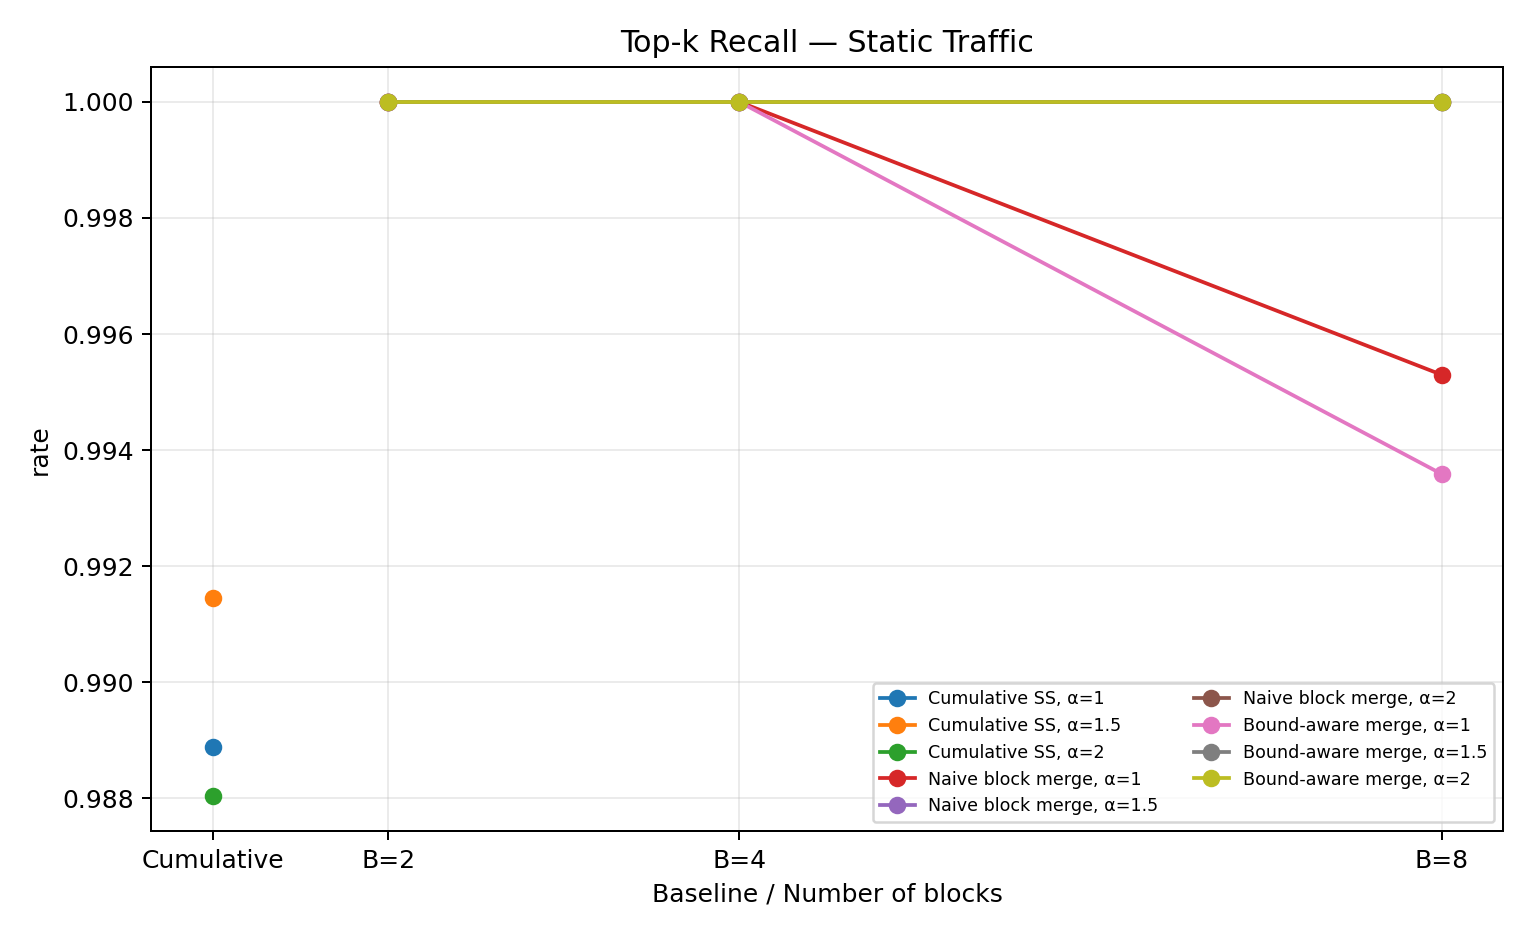 Top-k Recall — Static Traffic
1.000
0.998
0.996
0.994
0.992
0.990
0.988
rate
Cumulative
B=2
B=4
B=8
Baseline / Number of blocks
Cumulative SS, α=1
Cumulative SS, α=1.5
Cumulative SS, α=2
Naive block merge, α=1
Naive block merge, α=1.5
Naive block merge, α=2
Bound-aware merge, α=1
Bound-aware merge, α=1.5
Bound-aware merge, α=2